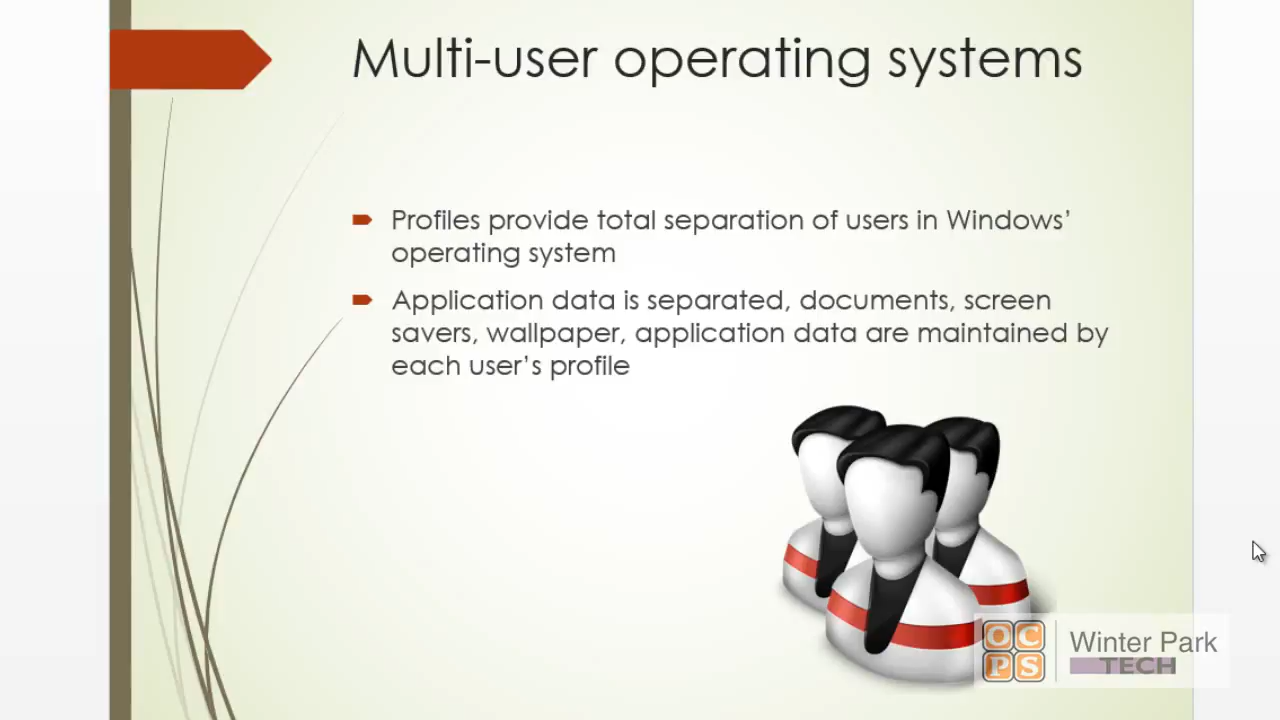 Multi-user operating systems
Profiles provide total separation of users in Windows’
operating system
Application data is separated, documents, screen
savers, wallpaper, application data are maintained by
each user’s profile
OC
PS
Winter Park
TECH